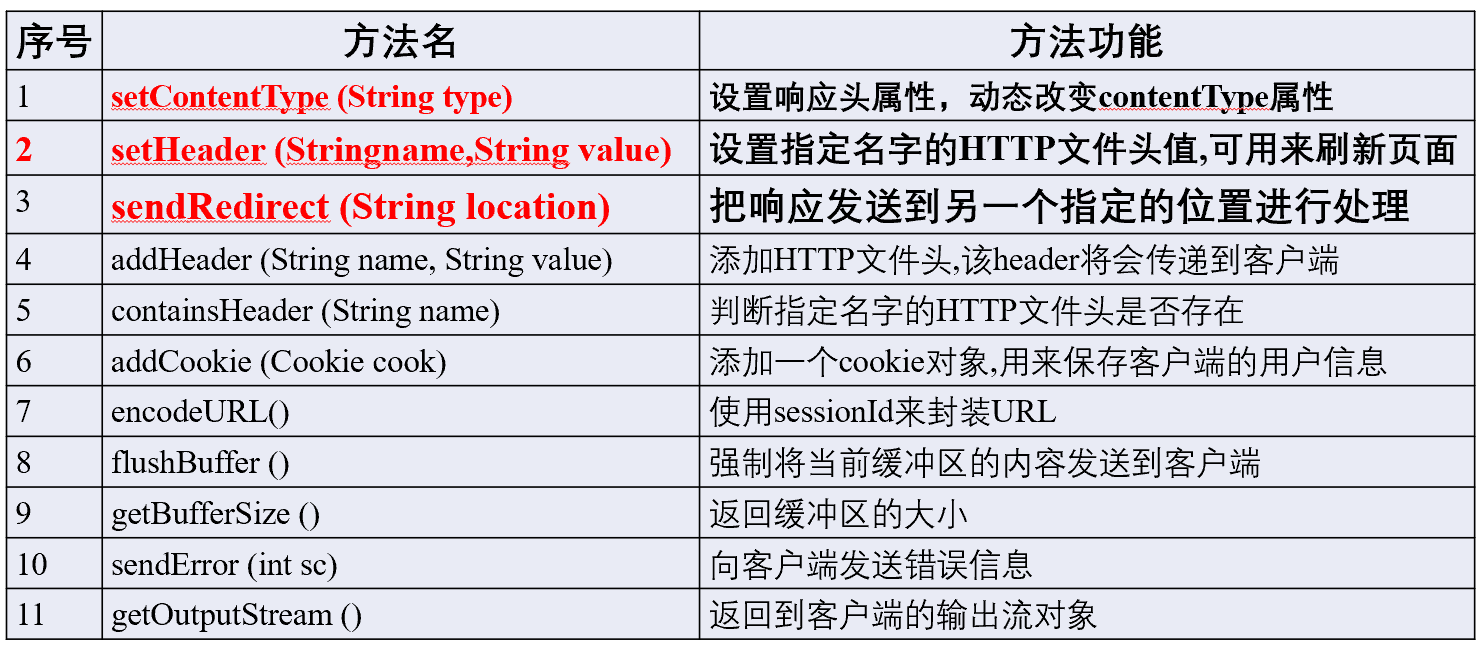 序号 方法名 方法功能
1 setContentType (String type) 设置响应头属性，动态改变contentType属性
2 setHeader (Stringname,String value) 设置指定名字的HTTP文件头值,可用来刷新页面
3 sendRedirect (String location) 把响应发送到另一个指定的位置进行处理
4 addHeader (String name, String value) 添加HTTP文件头,该header将会传递到客户端
5 containsHeader (String name) 判断指定名字的HTTP文件头是否存在
6 addCookie (Cookie cook) 添加一个cookie对象,用来保存客户端的用户信息
7 encodeURL() 使用sessionId来封装URL
8 flushBuffer () 强制将当前缓冲区的内容发送到客户端
9 getBufferSize () 返回缓冲区的大小
10 sendError (int sc) 向客户端发送错误信息
11 getOutputStream () 返回到客户端的输出流对象